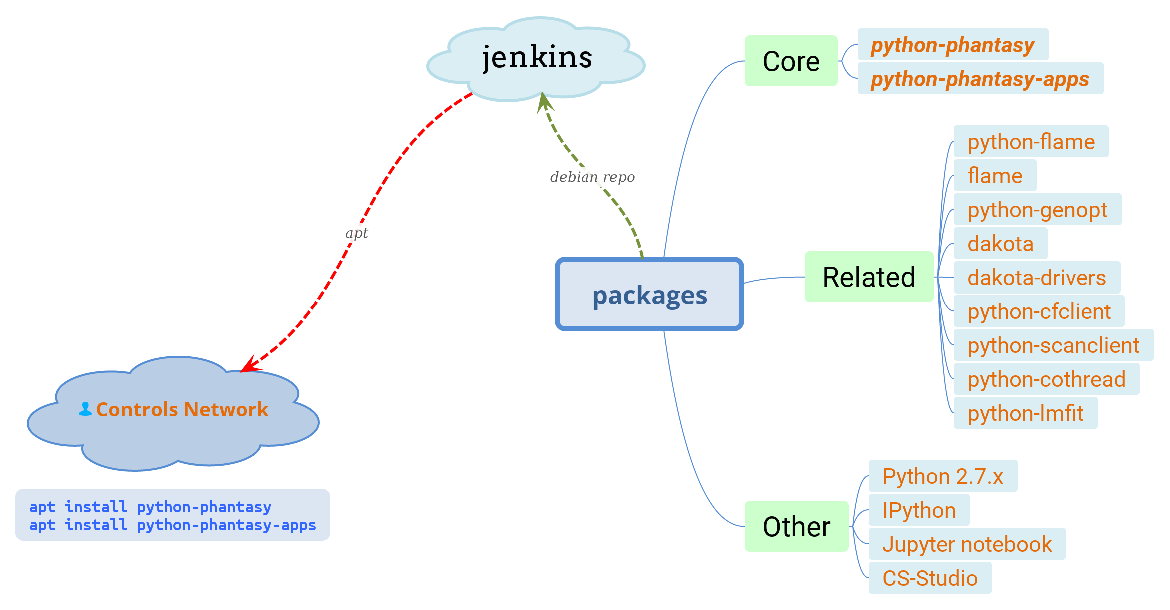 jenkins
debian repo
apt
Controls Network
apt install python-phantasy
apt install python-phantasy-apps
packages
Core
python-phantasy
python-phantasy-apps
Related
python-flame
flame
python-genopt
dakota
dakota-drivers
python-cfclient
python-scanclient
python-cothread
python-lmfit
Other
Python 2.7.x
IPython
Jupyter notebook
CS-Studio